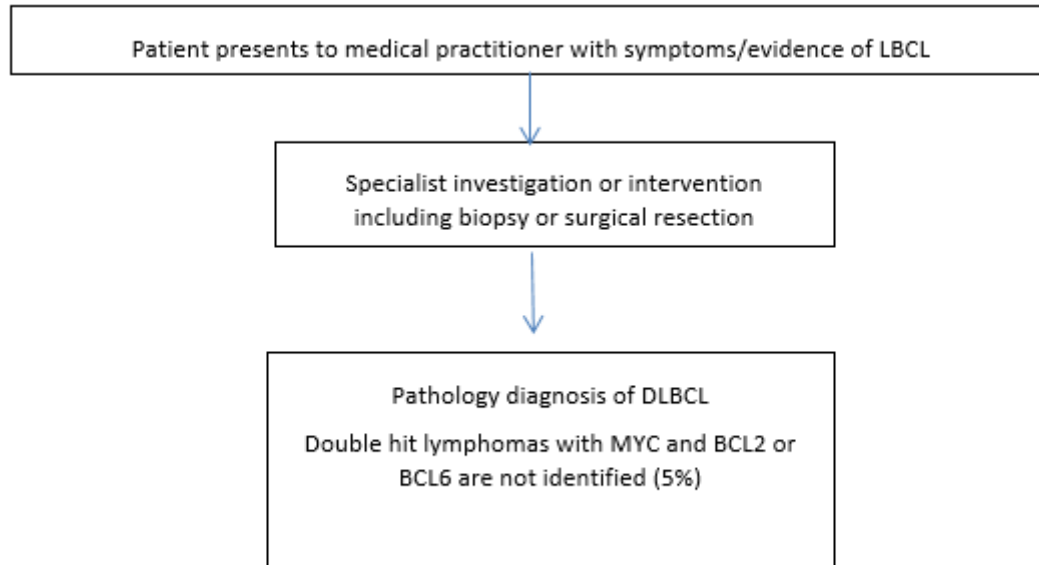 Patient presents to medical practitioner with symptoms/evidence of LBCL
Specialist investigation or intervention
including biopsy or surgical resection
Pathology diagnosis of DLBCL
Double hit lymphomas with MYC and BCL2 or
BCL6 are not identified (5%)